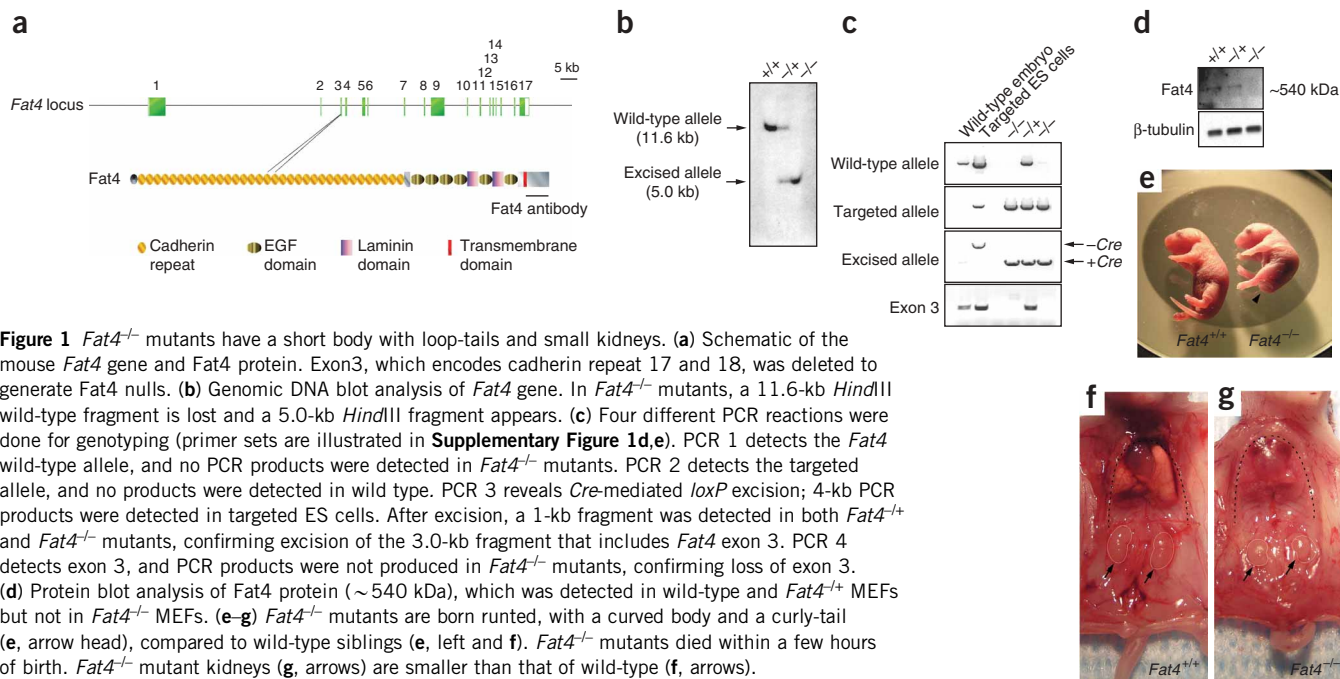 a
14
13
12
1 2 34 56 7 8 9 1011 1516 17
5 kb
Fat4 locus
Fat4
Fat4 antibody
Cadherin repeat
EGF domain
Laminin domain
Transmembrane domain
b
+/+ –/+ –/–
Wild-type allele
(11.6 kb)
Excised allele
(5.0 kb)
c
Wild-type embryo
Targeted ES cells
–/– –/+ –/–
Wild-type allele
Targeted allele
Excised allele
–Cre
+Cre
Exon 3
d
+/+ –/+ –/–
Fat4
~540 kDa
β-tubulin
e
Fat4+/+ Fat4–/–
f
Fat4+/+
g
Fat4–/–
Figure 1 Fat4–/– mutants have a short body with loop-tails and small kidneys. (a) Schematic of the
mouse Fat4 gene and Fat4 protein. Exon3, which encodes cadherin repeat 17 and 18, was deleted to
generate Fat4 nulls. (b) Genomic DNA blot analysis of Fat4 gene. In Fat4–/– mutants, a 11.6-kb HindIII
wild-type fragment is lost and a 5.0-kb HindIII fragment appears. (c) Four different PCR reactions were
done for genotyping (primer sets are illustrated in Supplementary Figure 1d,e). PCR 1 detects the Fat4
wild-type allele, and no PCR products were detected in Fat4–/– mutants. PCR 2 detects the targeted
allele, and no products were detected in wild type. PCR 3 reveals Cre-mediated loxP excision; 4-kb PCR
products were detected in targeted ES cells. After excision, a 1-kb fragment was detected in both Fat4–/+
and Fat4–/– mutants, confirming excision of the 3.0-kb fragment that includes Fat4 exon 3. PCR 4
detects exon 3, and PCR products were not produced in Fat4–/– mutants, confirming loss of exon 3.
(d) Protein blot analysis of Fat4 protein (~540 kDa), which was detected in wild-type and Fat4–/+ MEFs
but not in Fat4–/– MEFs. (e–g) Fat4–/– mutants are born runted, with a curved body and a curly-tail
(e, arrow head), compared to wild-type siblings (e, left and f). Fat4–/– mutants died within a few hours
of birth. Fat4–/– mutant kidneys (g, arrows) are smaller than that of wild-type (f, arrows).